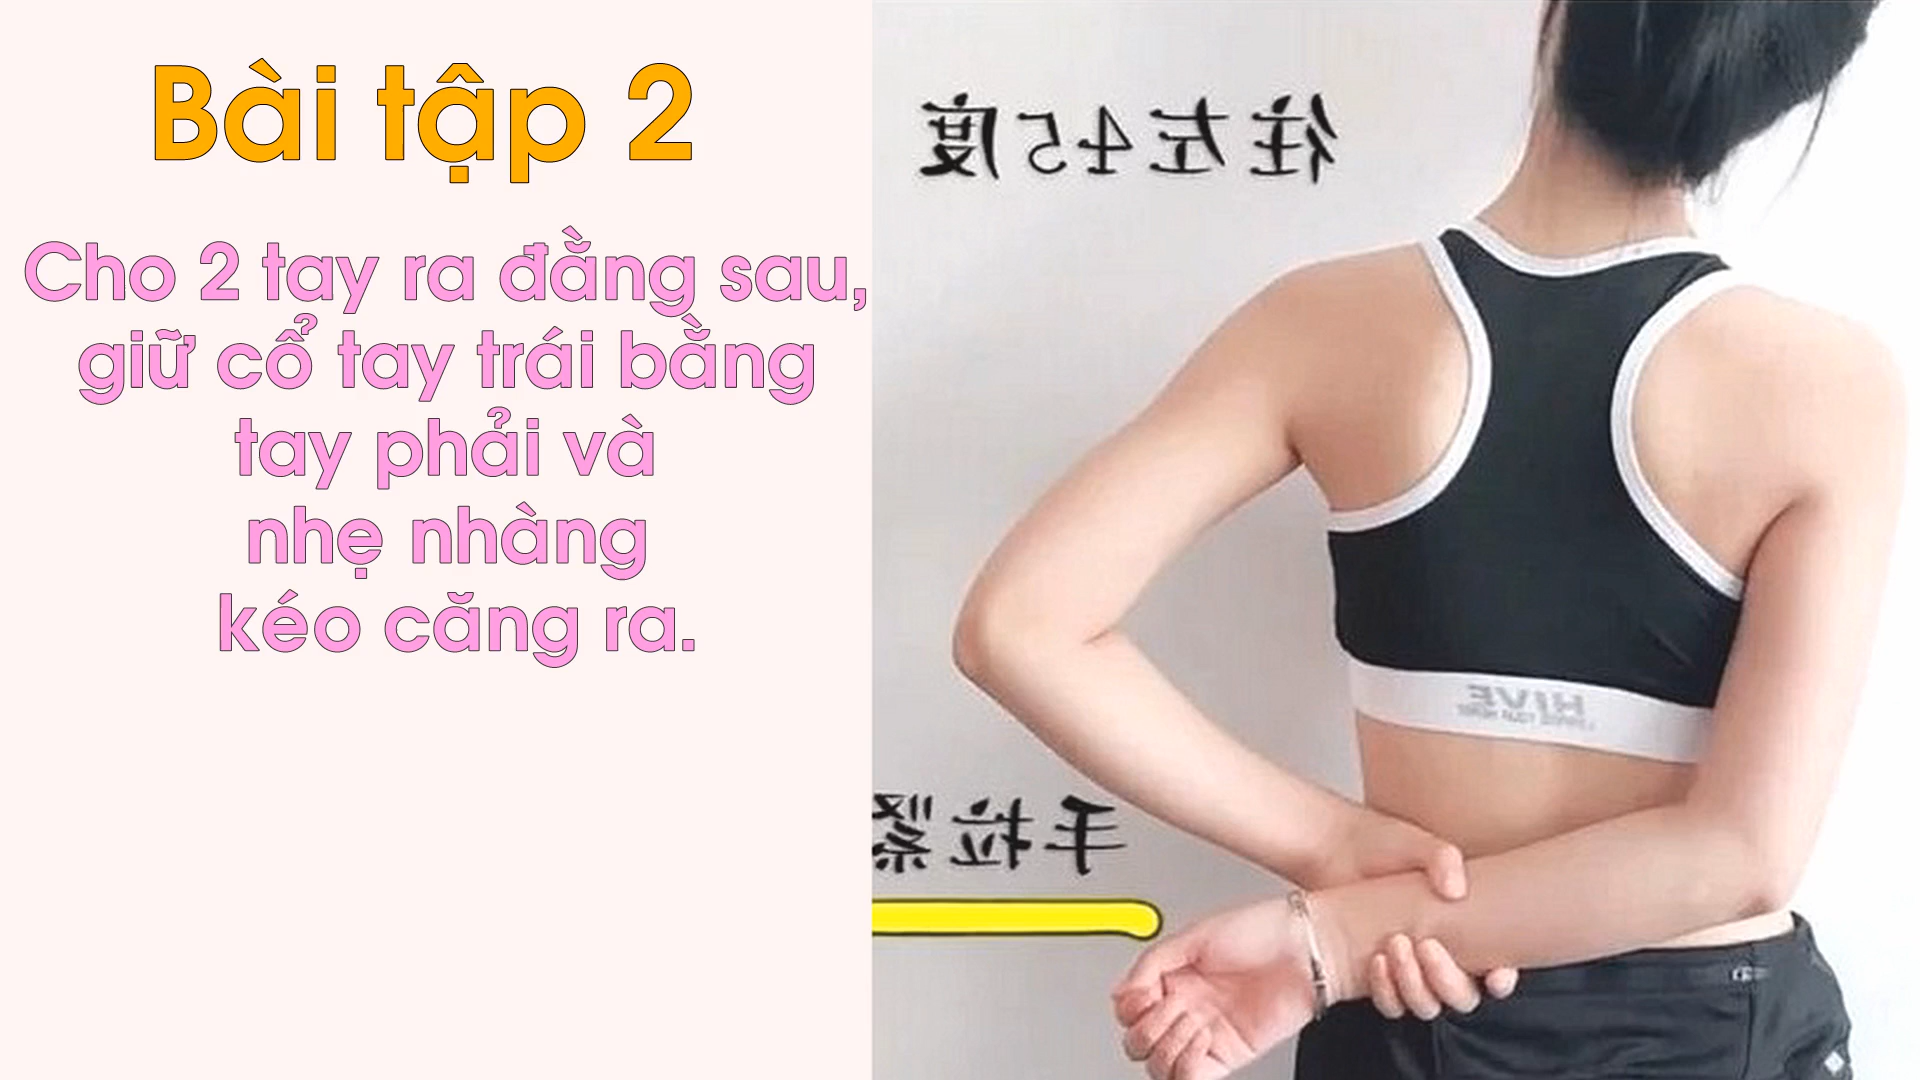 Bài tập 2
Cho 2 tay ra đằng sau,
giữ cổ tay trái bằng
tay phải và
nhẹ nhàng
kéo căng ra.
往左45度
手拉紧
HIVE